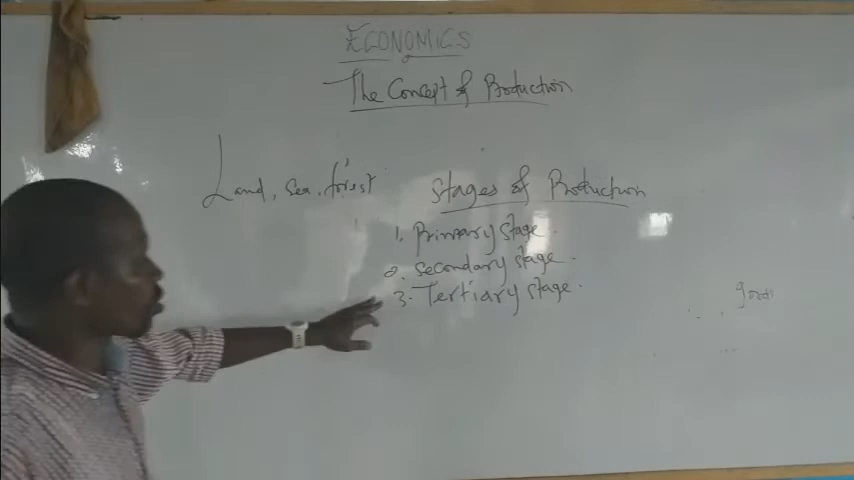 ECONOMICS
The Concept of Production
Land, Sea, forest
Stages of Production
1. Primary stage.
2. Secondary stage.
3. Tertiary stage.